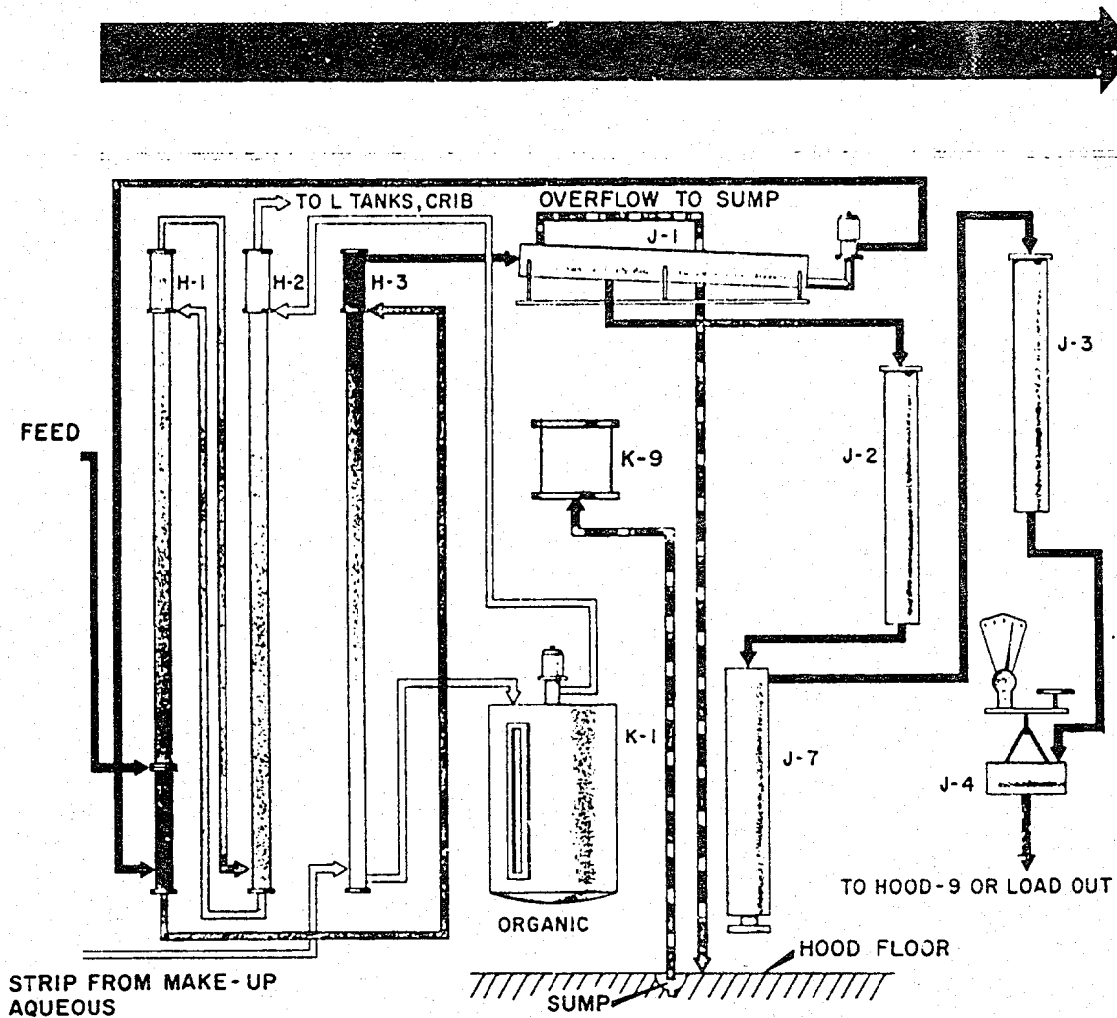 TO L TANKS, CRIB
OVERFLOW TO SUMP
J-1
H-1
H-2
H-3
J-3
FEED
K-9
J-2
K-1
J-7
J-4
TO HOOD-9 OR LOAD OUT
ORGANIC
HOOD FLOOR
STRIP FROM MAKE-UP
AQUEOUS
SUMP